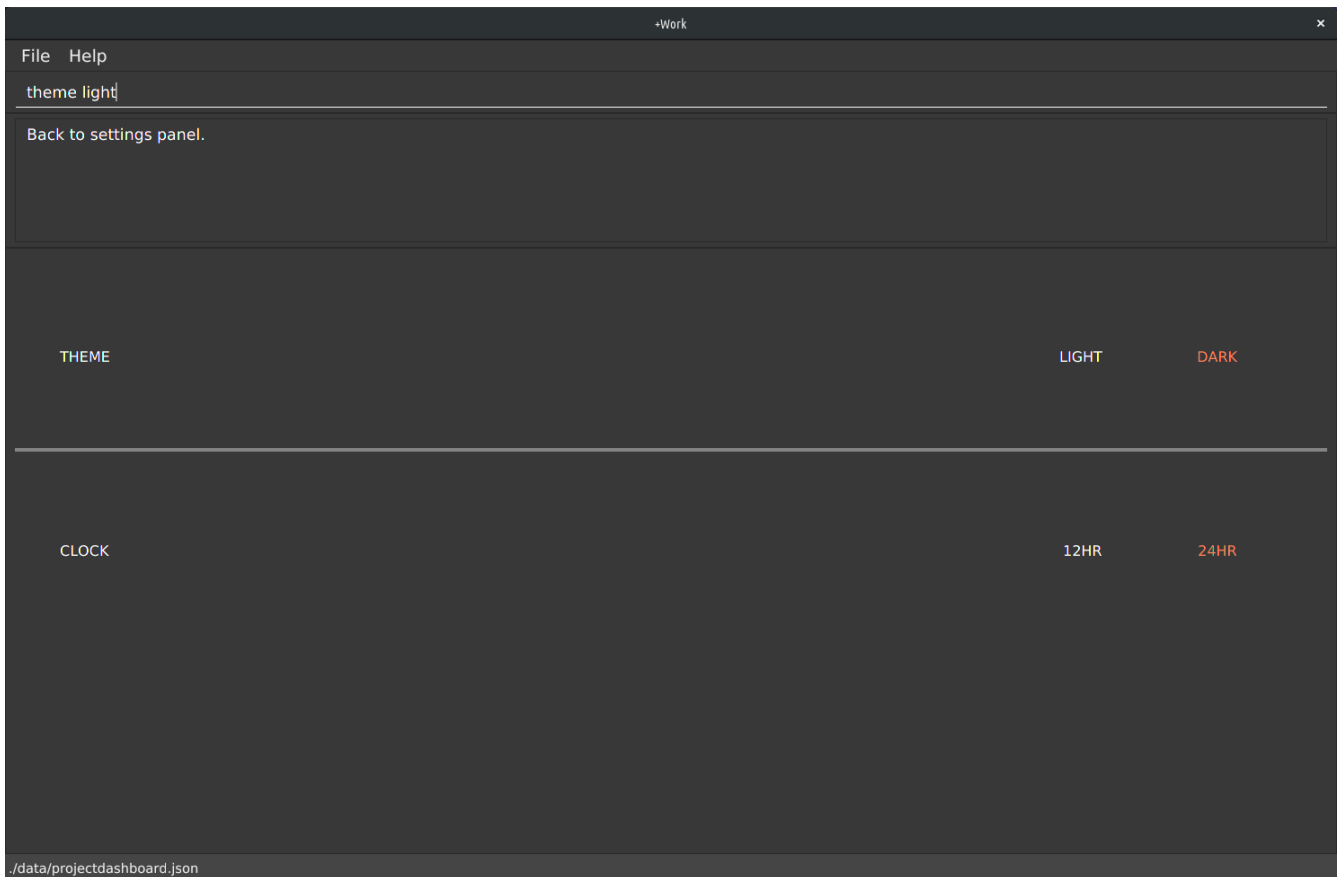 +Work
×
File Help
theme light
Back to settings panel.
THEME LIGHT DARK
CLOCK 12HR 24HR
./data/projectdashboard.json